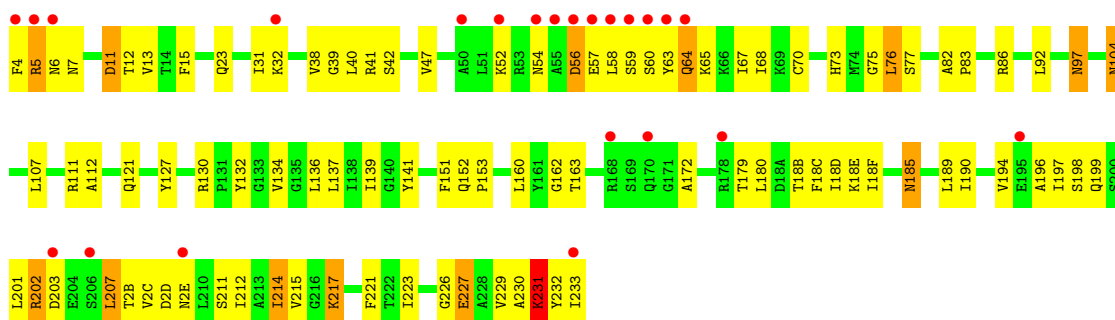 F4 R5 N6 N7 D11 T12 V13 T14 F15 Q23 I31 K32 V38 G39 L40 R41 S42 V47 A50 L51 K52 R53 N54 A55 D56 E57 L58 S59 S60 Y63 Q64 K65 K66 I67 I68 K69 C70 H73 M74 G75 L76 S77 A82 P83 R86 L92 N97 N104
L107 R111 A112 Q121 Y127 R130 P131 Y132 G133 V134 G135 L136 L137 I138 I139 G140 Y141 F151 Q152 P153 L160 Y161 G162 T163 R168 S169 Q170 G171 A172 R178 T179 L180 D18A T18B F18C I18D K18E I18F N185 L189 I190 V194 E195 A196 I197 S198 Q199
L201 R202 D203 E204 S206 L207 T2B V2C D2D N2E L210 S211 I212 A213 I214 V215 G216 K217 F221 T222 I223 G226 E227 A228 V229 A230 K231 Y232 I233